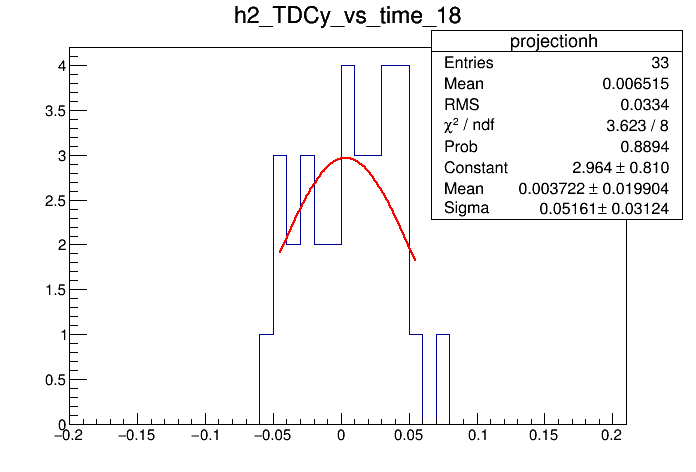 h2_TDCy_vs_time_18
projectionh
Entries 33
Mean 0.006515
RMS 0.0334
χ² / ndf 3.623 / 8
Prob 0.8894
Constant 2.964 ± 0.810
Mean 0.003722 ± 0.019904
Sigma 0.05161 ± 0.03124
4
3.5
3
2.5
2
1.5
1
0.5
0
−0.2 −0.15 −0.1 −0.05 0 0.05 0.1 0.15 0.2